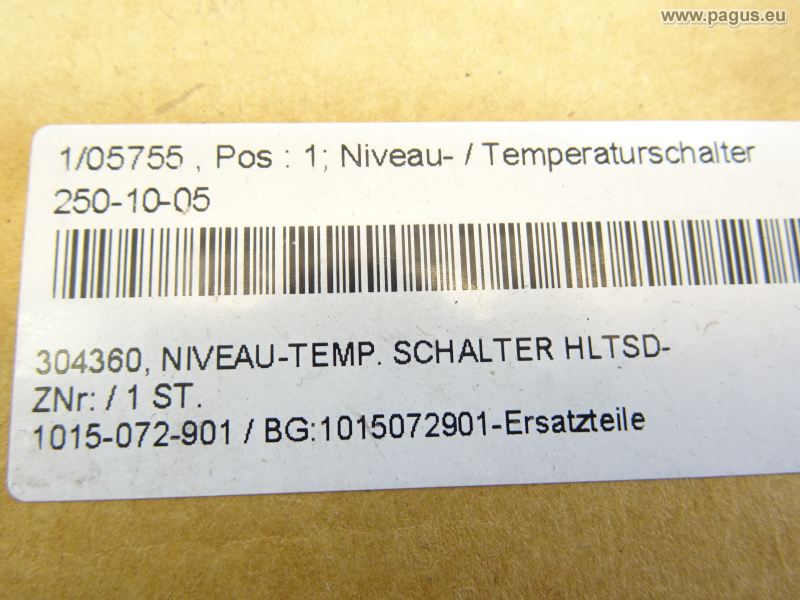 www.pagus.eu
1/05755 , Pos : 1; Niveau- / Temperaturschalter
250-10-05
304360, NIVEAU-TEMP. SCHALTER HLTSD-
ZNr: / 1 ST.
1015-072-901 / BG:1015072901-Ersatzteile